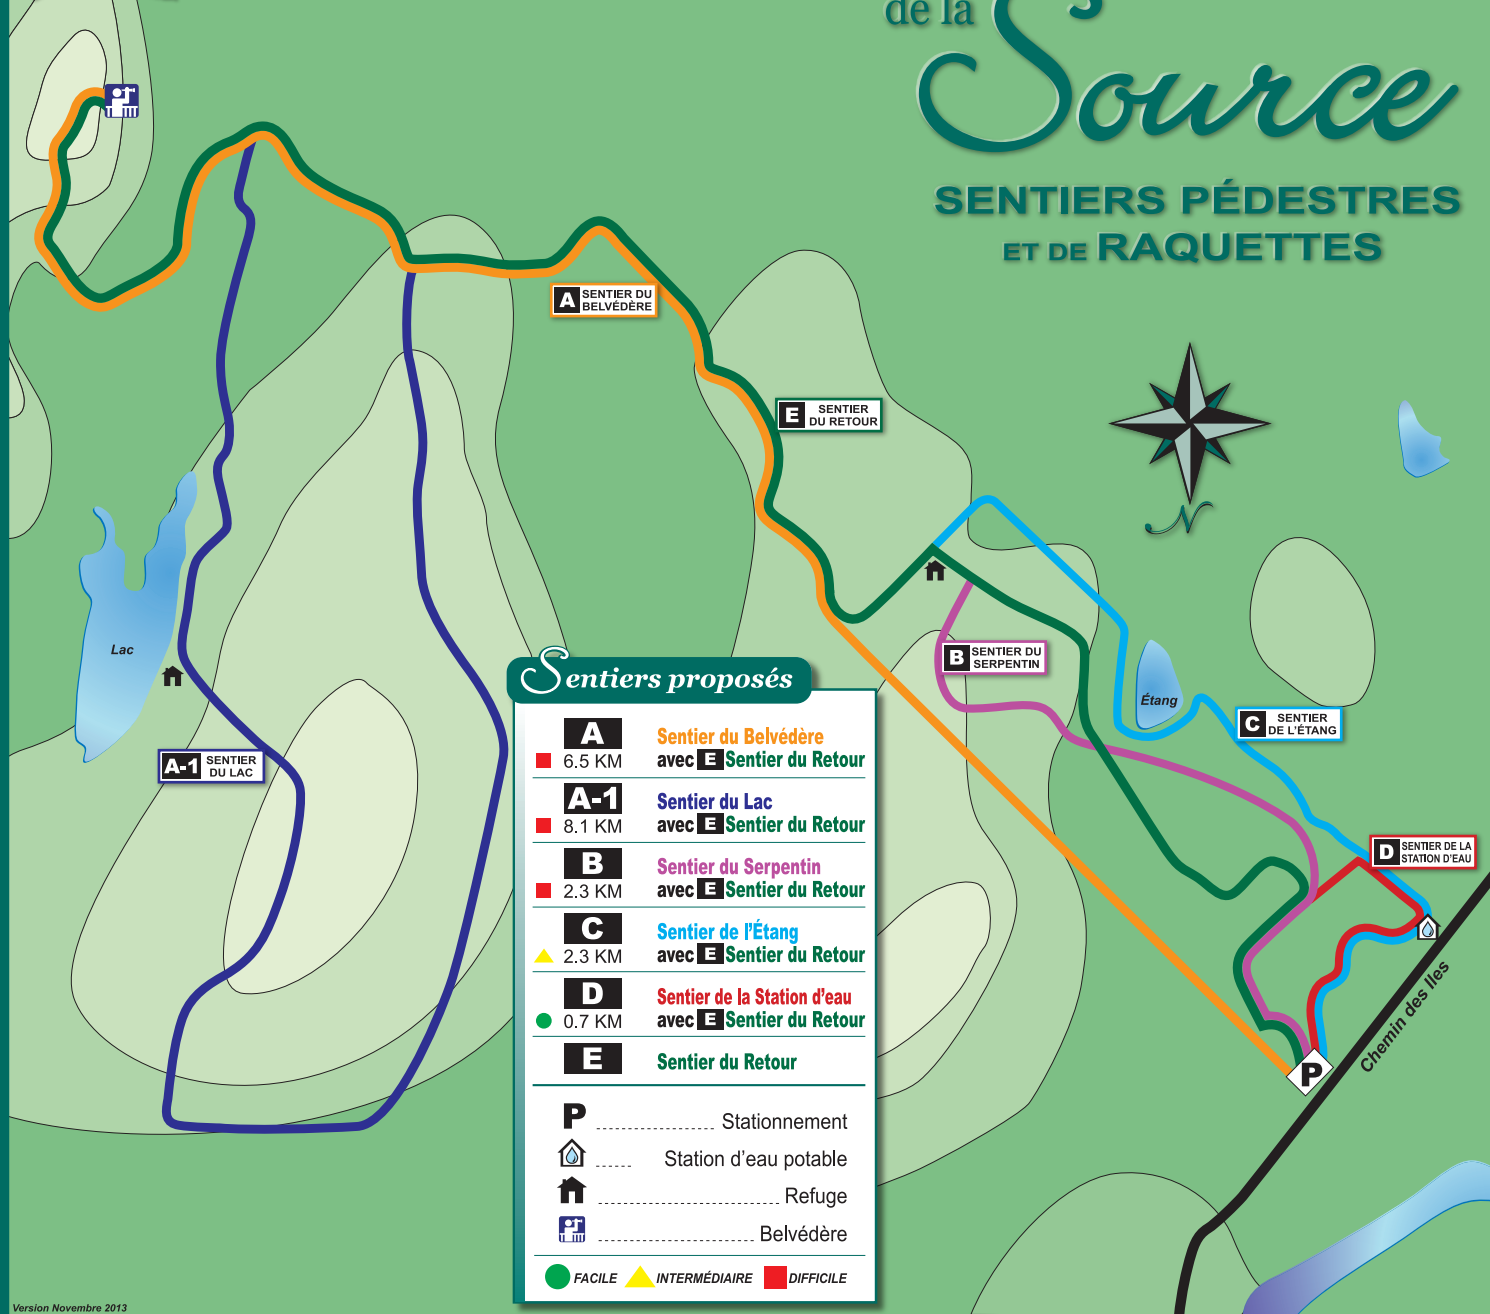 de la
Source
SENTIERS PÉDESTRES
ET DE RAQUETTES
A SENTIER DU
BELVÉDÈRE
E SENTIER
DU RETOUR
N
Lac
B SENTIER DU
SERPENTIN
Étang
C SENTIER
DE L'ÉTANG
A-1 SENTIER
DU LAC
D SENTIER DE LA
STATION D'EAU
Chemin des Iles
P
Sentiers proposés
A Sentier du Belvédère
6.5 KM avec E Sentier du Retour
A-1 Sentier du Lac
8.1 KM avec E Sentier du Retour
B Sentier du Serpentin
2.3 KM avec E Sentier du Retour
C Sentier de l'Étang
2.3 KM avec E Sentier du Retour
D Sentier de la Station d'eau
0.7 KM avec E Sentier du Retour
E Sentier du Retour
P ........................ Stationnement
...... Station d'eau potable
........................ Refuge
........................ Belvédère
FACILE INTERMÉDIAIRE DIFFICILE
Version Novembre 2013